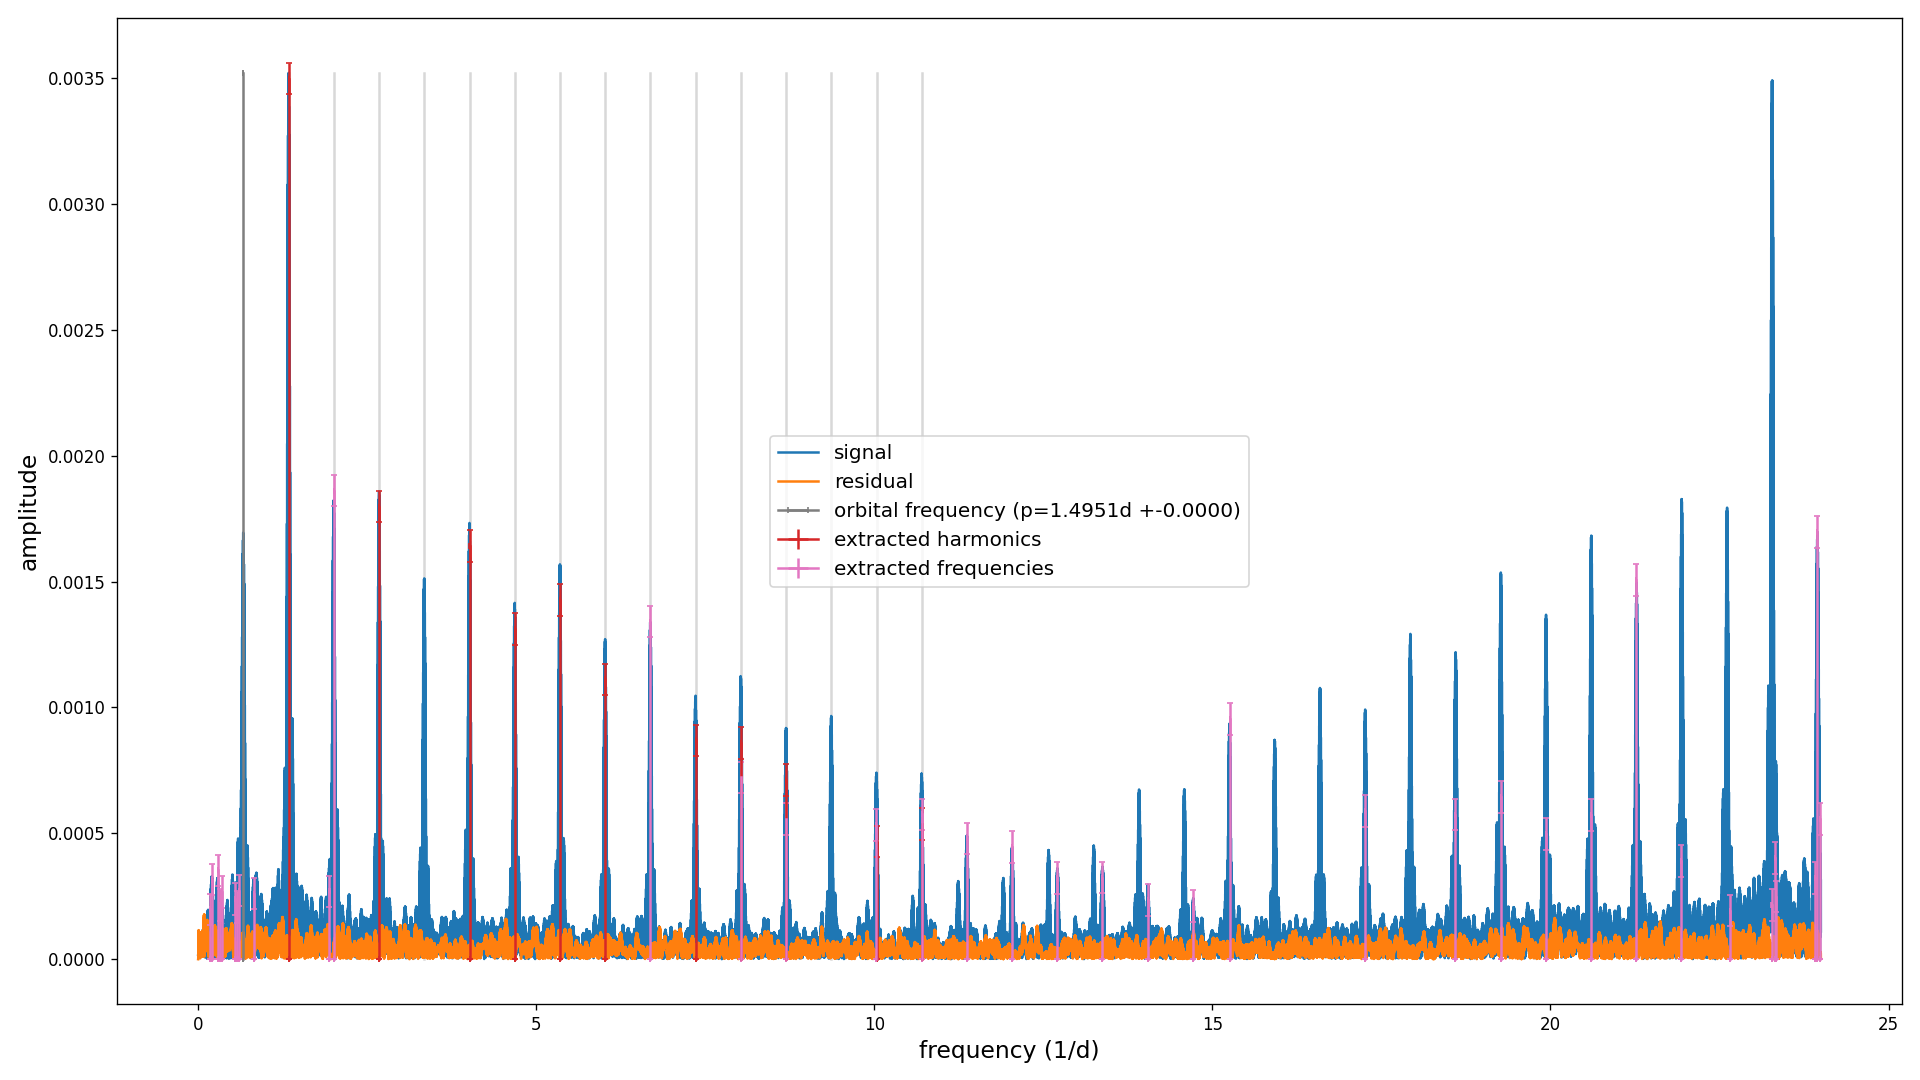 0.0035
0.0030
0.0025
0.0020
0.0015
0.0010
0.0005
0.0000
amplitude
signal
residual
orbital frequency (p=1.4951d +-0.0000)
extracted harmonics
extracted frequencies
0 5 10 15 20 25
frequency (1/d)